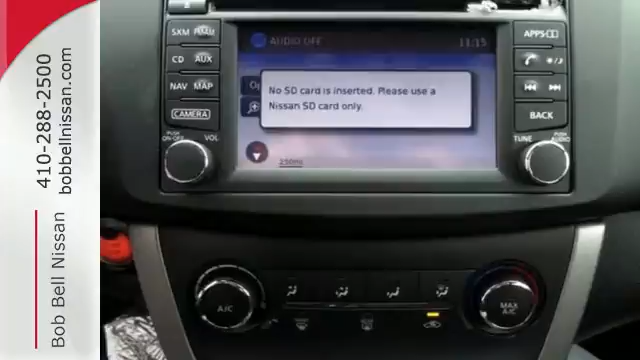 410-288-2500
bobbellnissan.com
Bob Bell Nissan
SXM
CD AUX
NAV MAP
CAMERA
PUSH ON·OFF
VOL
AUDIO OFF
11:15
No SD card is inserted. Please use a
Nissan SD card only.
250mi
APPS
BACK
TUNE
PUSH AUDIO
A/C
MAX A/C